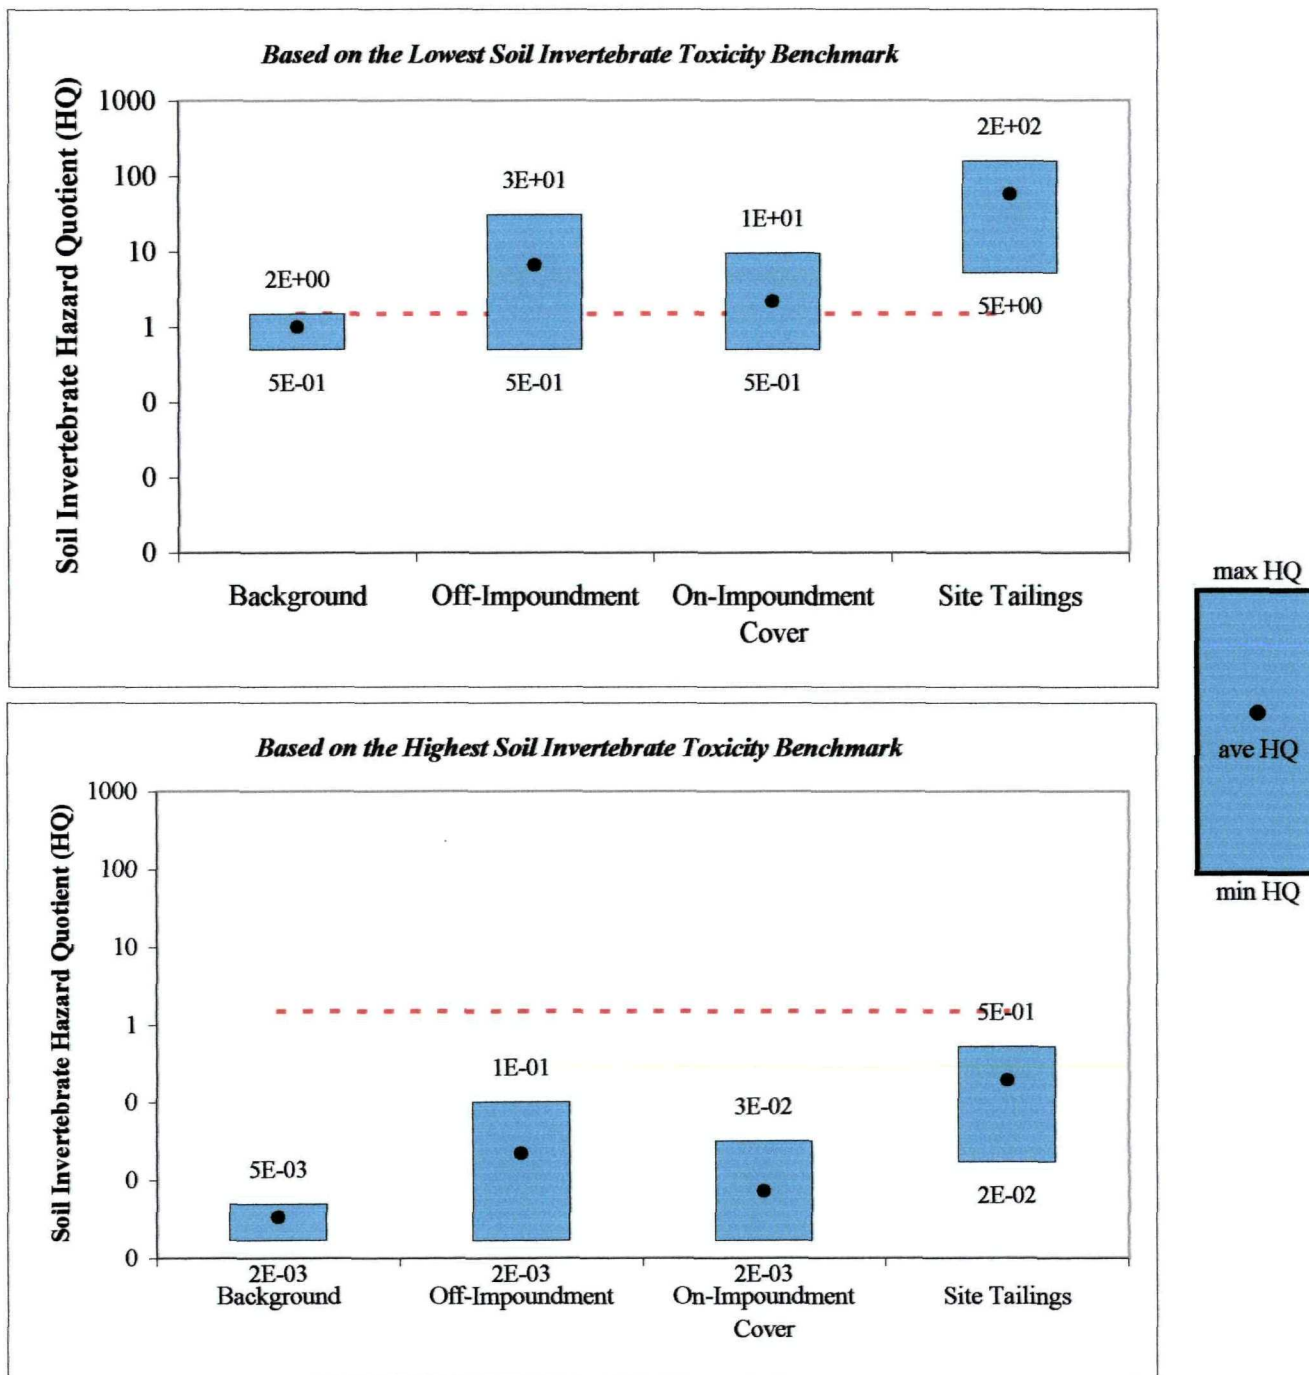 Based on the Lowest Soil Invertebrate Toxicity Benchmark
Soil Invertebrate Hazard Quotient (HQ)
1000
100
10
1
0
0
0
2E+00
5E-01
3E+01
5E-01
1E+01
5E-01
2E+02
5E+00
Background
Off-Impoundment
On-Impoundment
Cover
Site Tailings
max HQ
ave HQ
min HQ
Based on the Highest Soil Invertebrate Toxicity Benchmark
Soil Invertebrate Hazard Quotient (HQ)
1000
100
10
1
0
0
0
5E-03
2E-03
1E-01
2E-03
3E-02
2E-03
5E-01
2E-02
Background
Off-Impoundment
On-Impoundment
Cover
Site Tailings